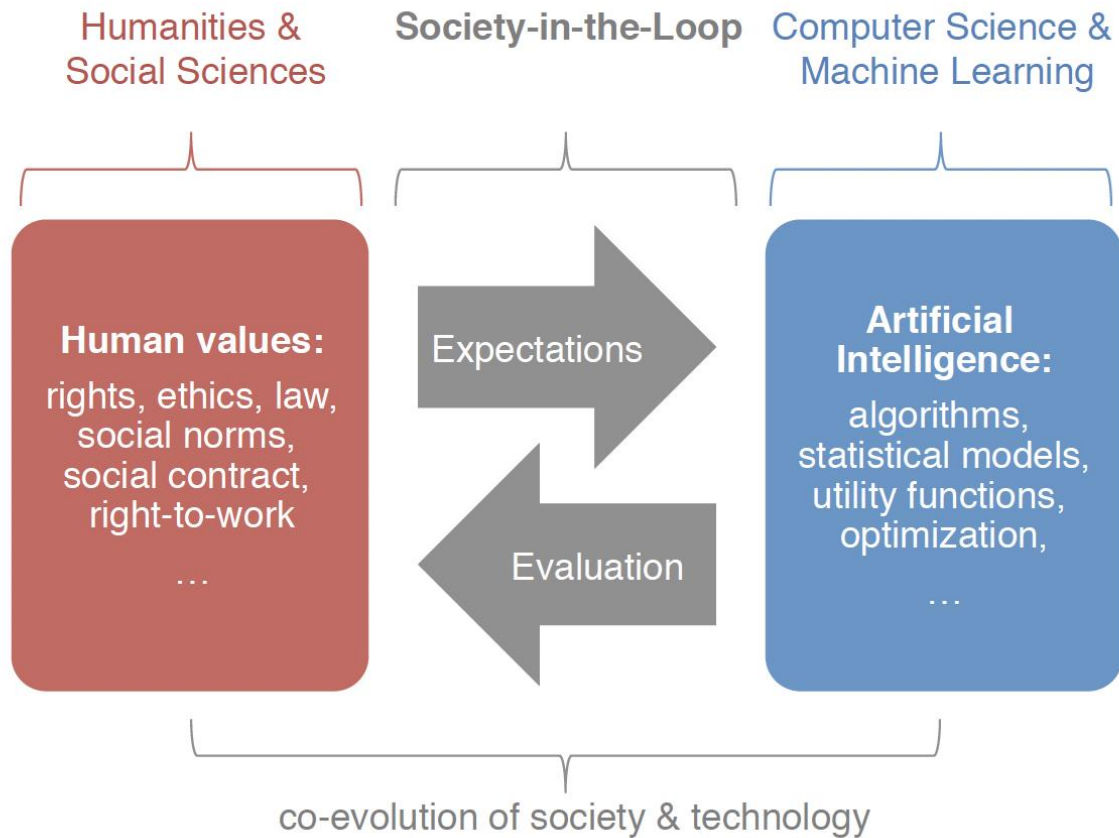 Humanities &
Social Sciences
Society-in-the-Loop
Computer Science &
Machine Learning
Human values:
rights, ethics, law,
social norms,
social contract,
right-to-work
...
Expectations
Evaluation
Artificial
Intelligence:
algorithms,
statistical models,
utility functions,
optimization,
...
co-evolution of society & technology